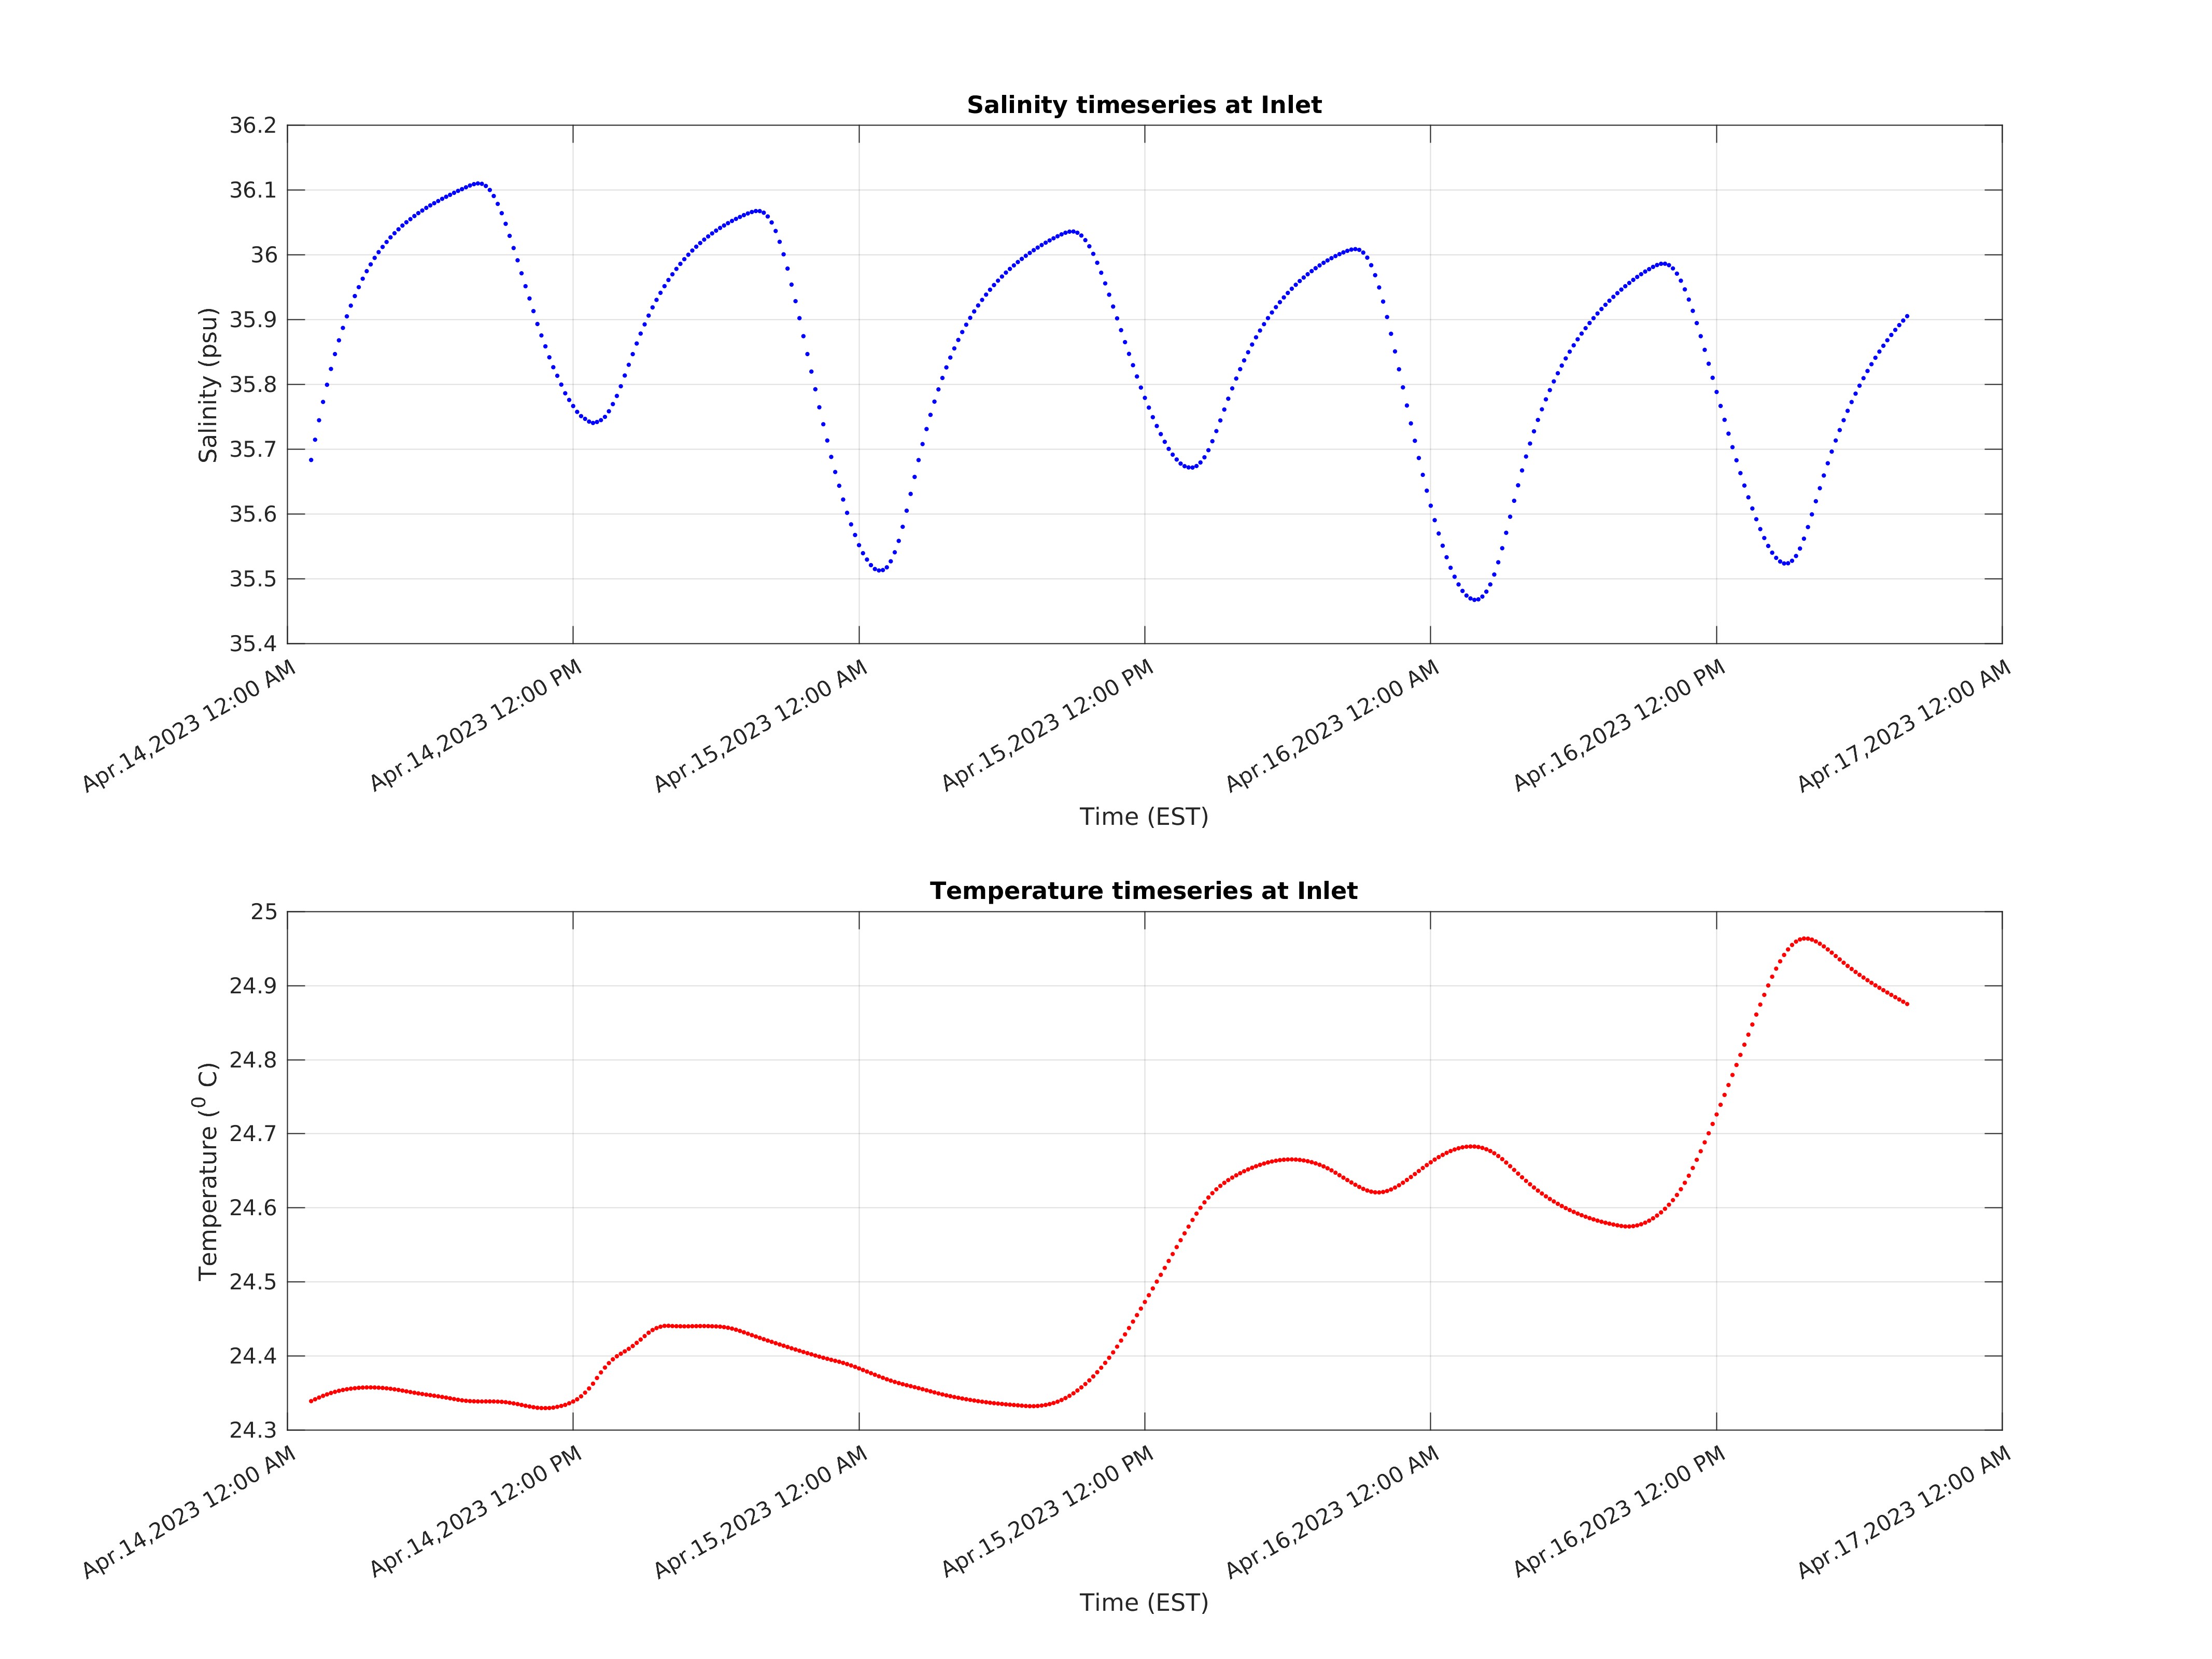 Salinity timeseries at Inlet
36.2
36.1
36
35.9
35.8
35.7
35.6
35.5
35.4
Salinity (psu)
Apr.14,2023 12:00 AM
Apr.14,2023 12:00 PM
Apr.15,2023 12:00 AM
Apr.15,2023 12:00 PM
Apr.16,2023 12:00 AM
Apr.16,2023 12:00 PM
Apr.17,2023 12:00 AM
Time (EST)
Temperature timeseries at Inlet
25
24.9
24.8
24.7
24.6
24.5
24.4
24.3
Temperature (⁰ C)
Apr.14,2023 12:00 AM
Apr.14,2023 12:00 PM
Apr.15,2023 12:00 AM
Apr.15,2023 12:00 PM
Apr.16,2023 12:00 AM
Apr.16,2023 12:00 PM
Apr.17,2023 12:00 AM
Time (EST)